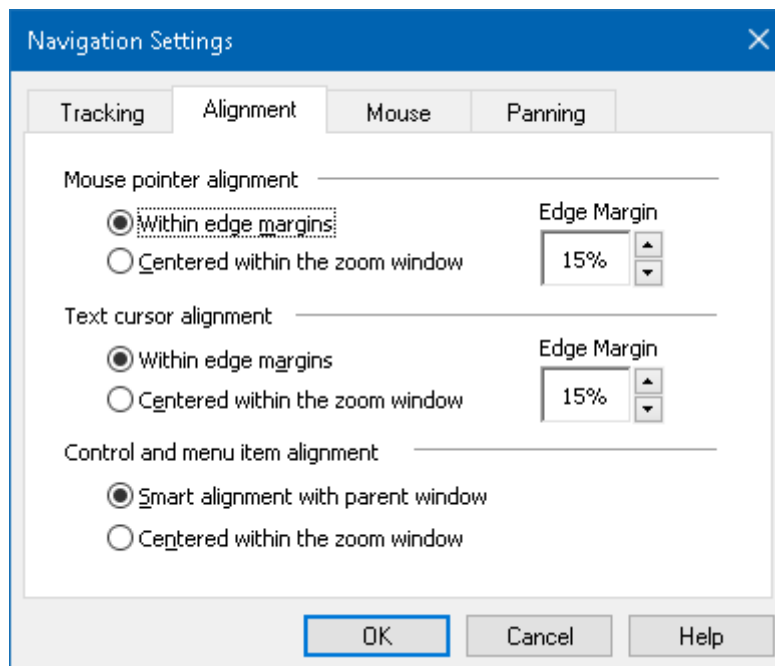 Navigation Settings
Tracking Alignment Mouse Panning
Mouse pointer alignment
Within edge margins
Edge Margin
Centered within the zoom window
15%
Text cursor alignment
Within edge margins
Edge Margin
Centered within the zoom window
15%
Control and menu item alignment
Smart alignment with parent window
Centered within the zoom window
OK Cancel Help